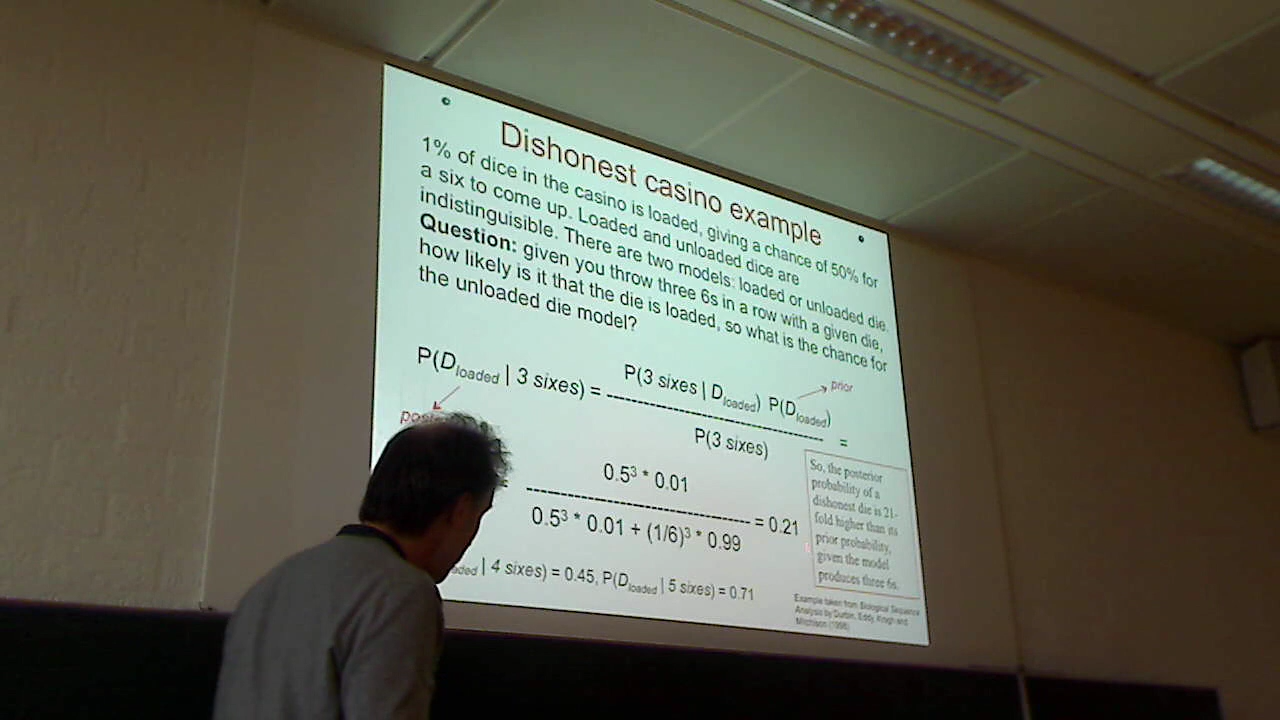 Dishonest casino example
1% of dice in the casino is loaded, giving a chance of 50% for
a six to come up. Loaded and unloaded dice are
indistinguisible. There are two models: loaded or unloaded die.
Question: given you throw three 6s in a row with a given die,
how likely is it that the die is loaded, so what is the chance for
the unloaded die model?
P(Dloaded | 3 sixes) = P(3 sixes | Dloaded) P(Dloaded)
prior
P(3 sixes) =
0.5³ * 0.01
= 0.21
0.5³ * 0.01 + (1/6)³ * 0.99
| 4 sixes) = 0.45, P(Dloaded | 5 sixes) = 0.71
So, the posterior
probability of a
dishonest die is 21-
fold higher than its
prior probability,
given the model
produces three 6s.
Example taken from Biological Sequence
Analysis by Durbin, Eddy, Krogh and
Mitchison (1998)